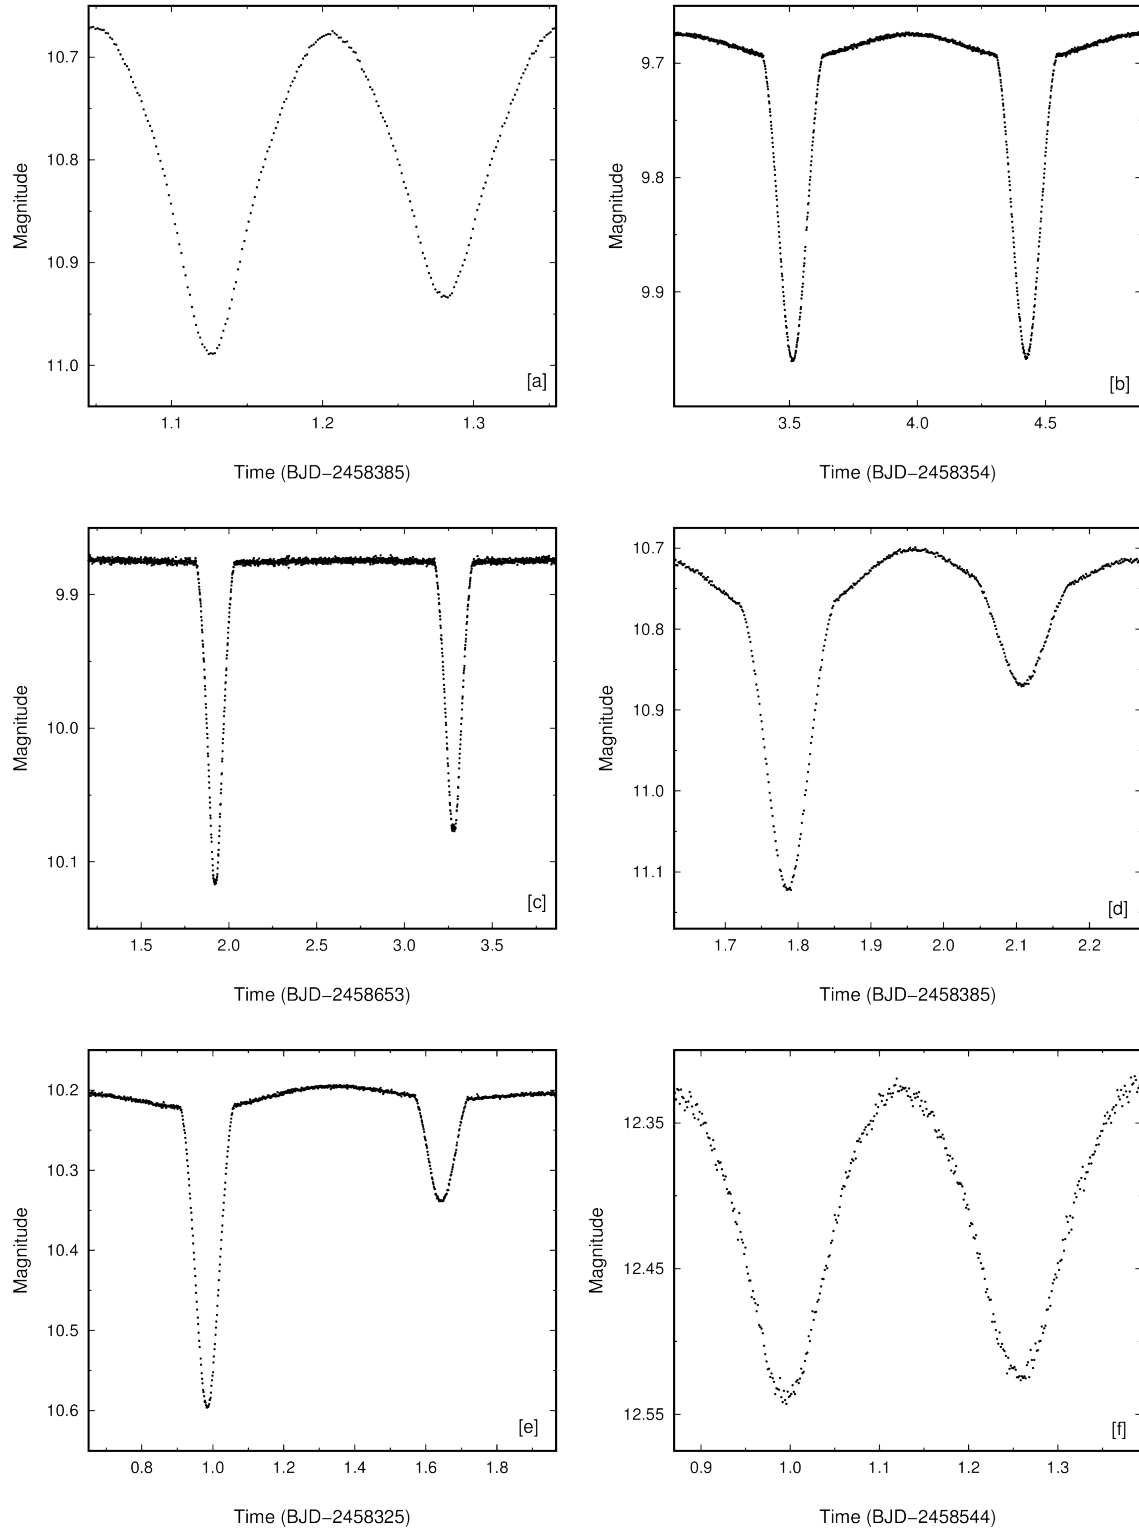 10.7
10.8
10.9
11.0
Magnitude
[a]
1.1 1.2 1.3
Time (BJD−2458385)
9.7
9.8
9.9
Magnitude
[b]
3.5 4.0 4.5
Time (BJD−2458354)
9.9
10.0
10.1
Magnitude
[c]
1.5 2.0 2.5 3.0 3.5
Time (BJD−2458653)
10.7
10.8
10.9
11.0
11.1
Magnitude
[d]
1.7 1.8 1.9 2.0 2.1 2.2
Time (BJD−2458385)
10.2
10.3
10.4
10.5
10.6
Magnitude
[e]
0.8 1.0 1.2 1.4 1.6 1.8
Time (BJD−2458325)
12.35
12.45
12.55
Magnitude
[f]
0.9 1.0 1.1 1.2 1.3
Time (BJD−2458544)